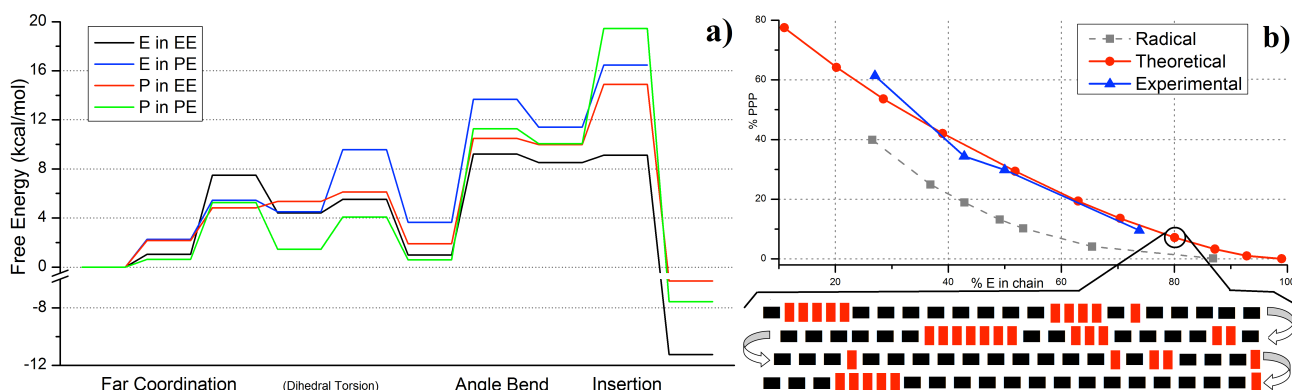 a)
E in EE
E in PE
P in EE
P in PE
Free Energy (kcal/mol)
20
16
12
8
4
0
-8
-12
Far Coordination
(Dihedral Torsion)
Angle Bend
Insertion
b)
Radical
Theoretical
Experimental
% PPP
80
60
40
20
0
20
40
60
80
100
% E in chain